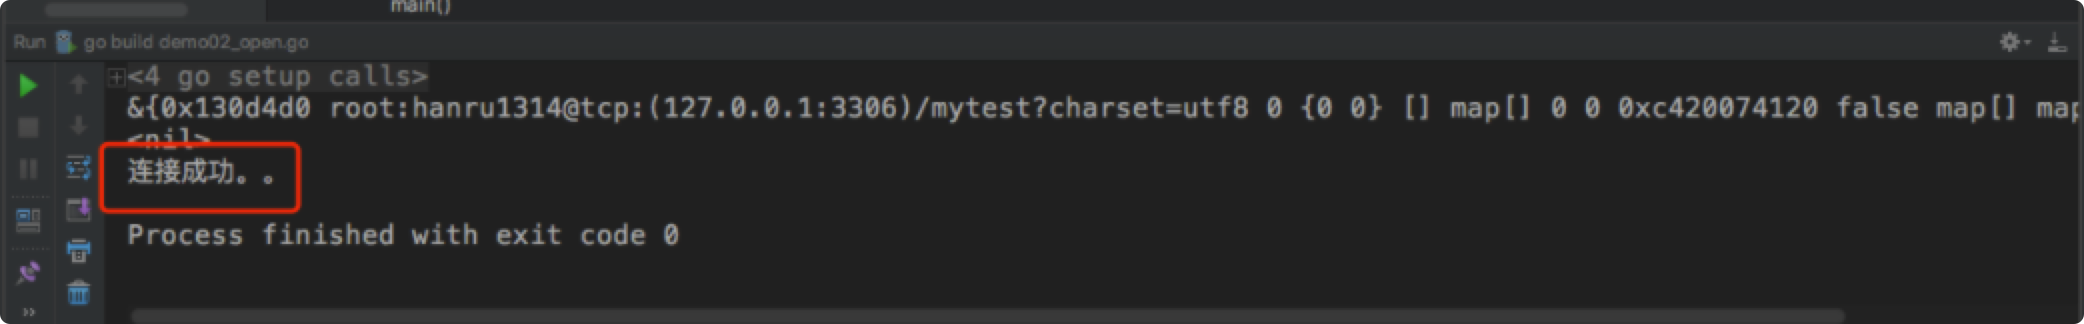 main()
Run go build demo02_open.go
<4 go setup calls>
&{0x130d4d0 root:hanru1314@tcp:(127.0.0.1:3306)/mytest?charset=utf8 0 {0 0} [] map[] 0 0 0xc420074120 false map[] map
<nil>
连接成功。。
Process finished with exit code 0